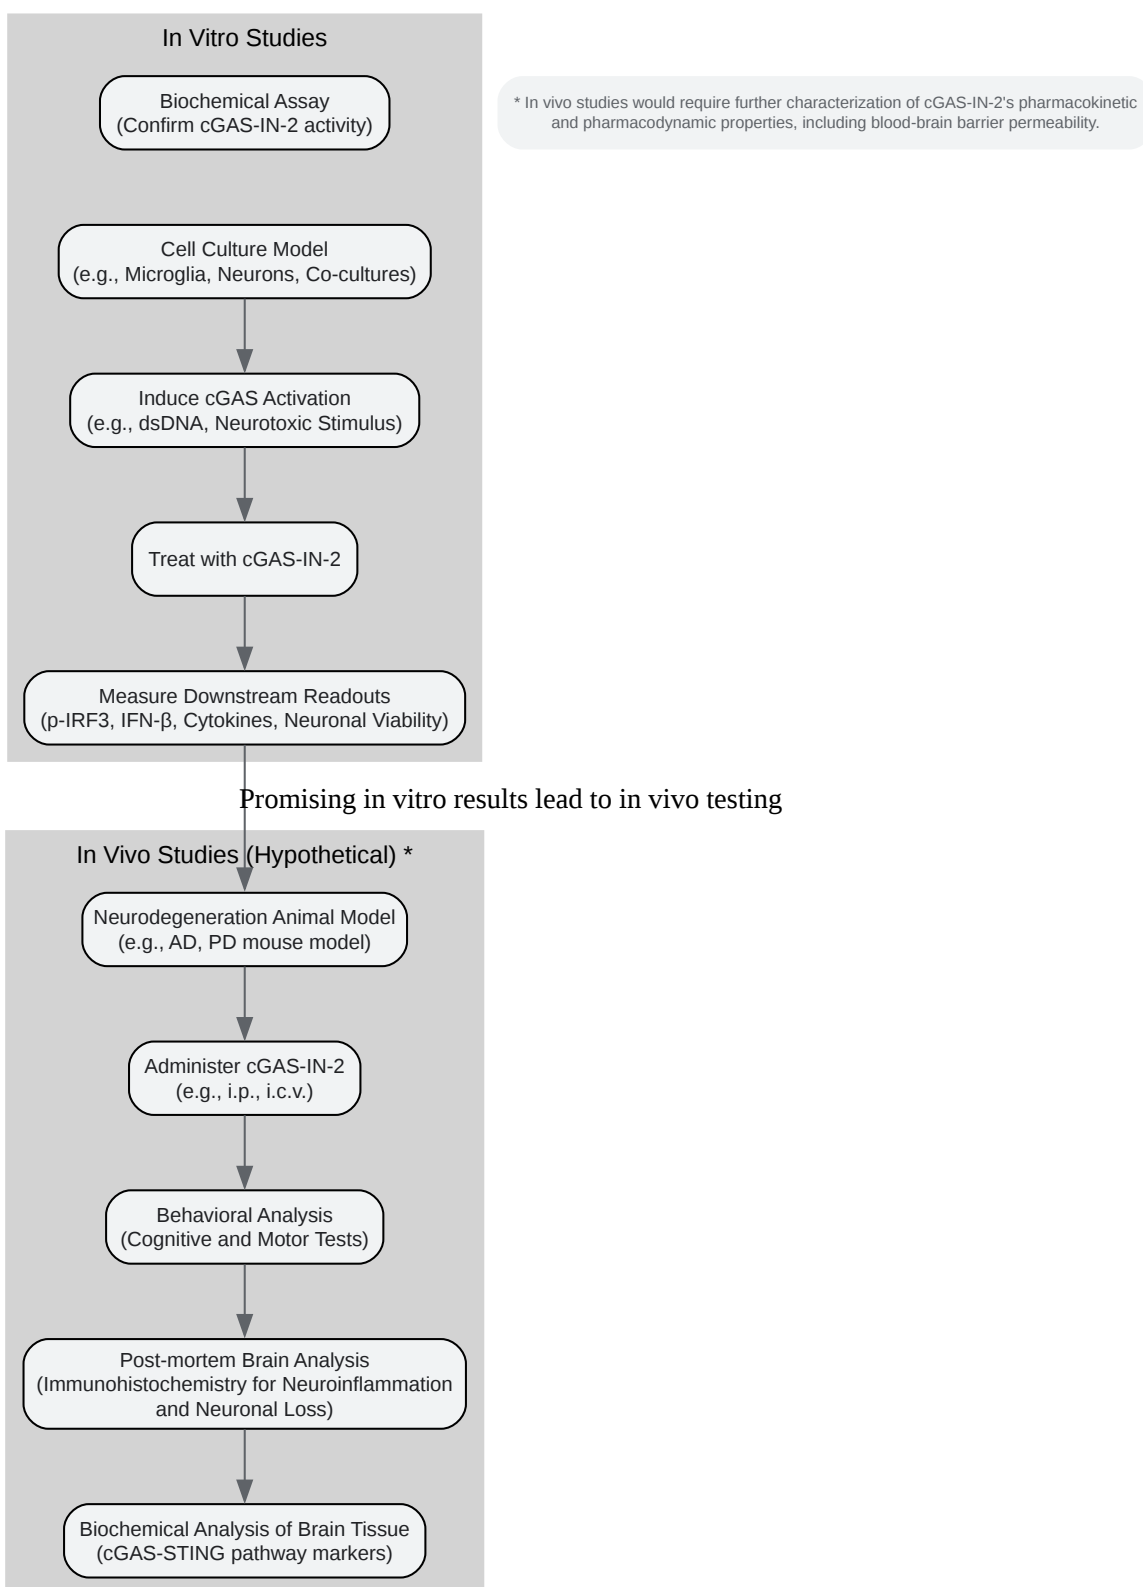 In Vitro Studies
Biochemical Assay
(Confirm cGAS-IN-2 activity)
* In vivo studies would require further characterization of cGAS-IN-2's pharmacokinetic
and pharmacodynamic properties, including blood-brain barrier permeability.
Cell Culture Model
(e.g., Microglia, Neurons, Co-cultures)
Induce cGAS Activation
(e.g., dsDNA, Neurotoxic Stimulus)
Treat with cGAS-IN-2
Measure Downstream Readouts
(p-IRF3, IFN-β, Cytokines, Neuronal Viability)
Promising in vitro results lead to in vivo testing
In Vivo Studies (Hypothetical) *
Neurodegeneration Animal Model
(e.g., AD, PD mouse model)
Administer cGAS-IN-2
(e.g., i.p., i.c.v.)
Behavioral Analysis
(Cognitive and Motor Tests)
Post-mortem Brain Analysis
(Immunohistochemistry for Neuroinflammation
and Neuronal Loss)
Biochemical Analysis of Brain Tissue
(cGAS-STING pathway markers)